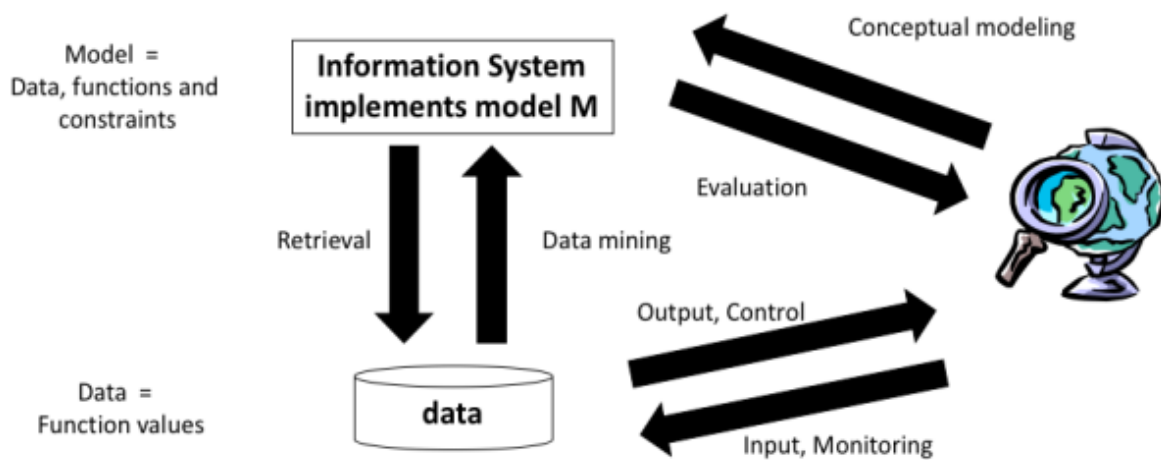 Model =
Data, functions and
constraints
Information System
implements model M
Conceptual modeling
Evaluation
Retrieval
Data mining
Output, Control
Data =
Function values
data
Input, Monitoring